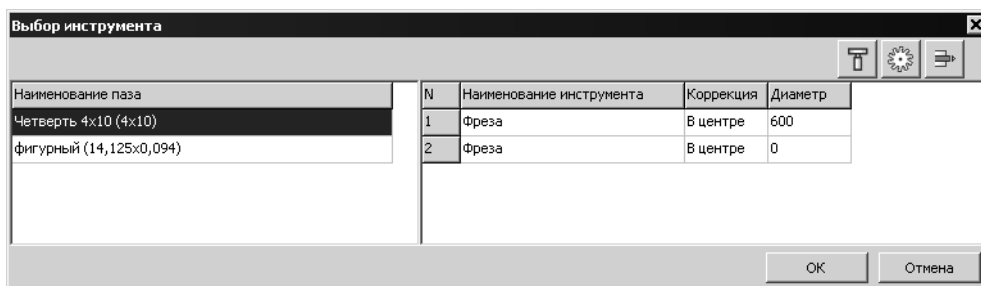 Выбор инструмента
Наименование паза
Четверть 4x10 (4x10)
фигурный (14,125x0,094)
N Наименование инструмента Коррекция Диаметр
1 Фреза В центре 600
2 Фреза В центре 0
OK Отмена